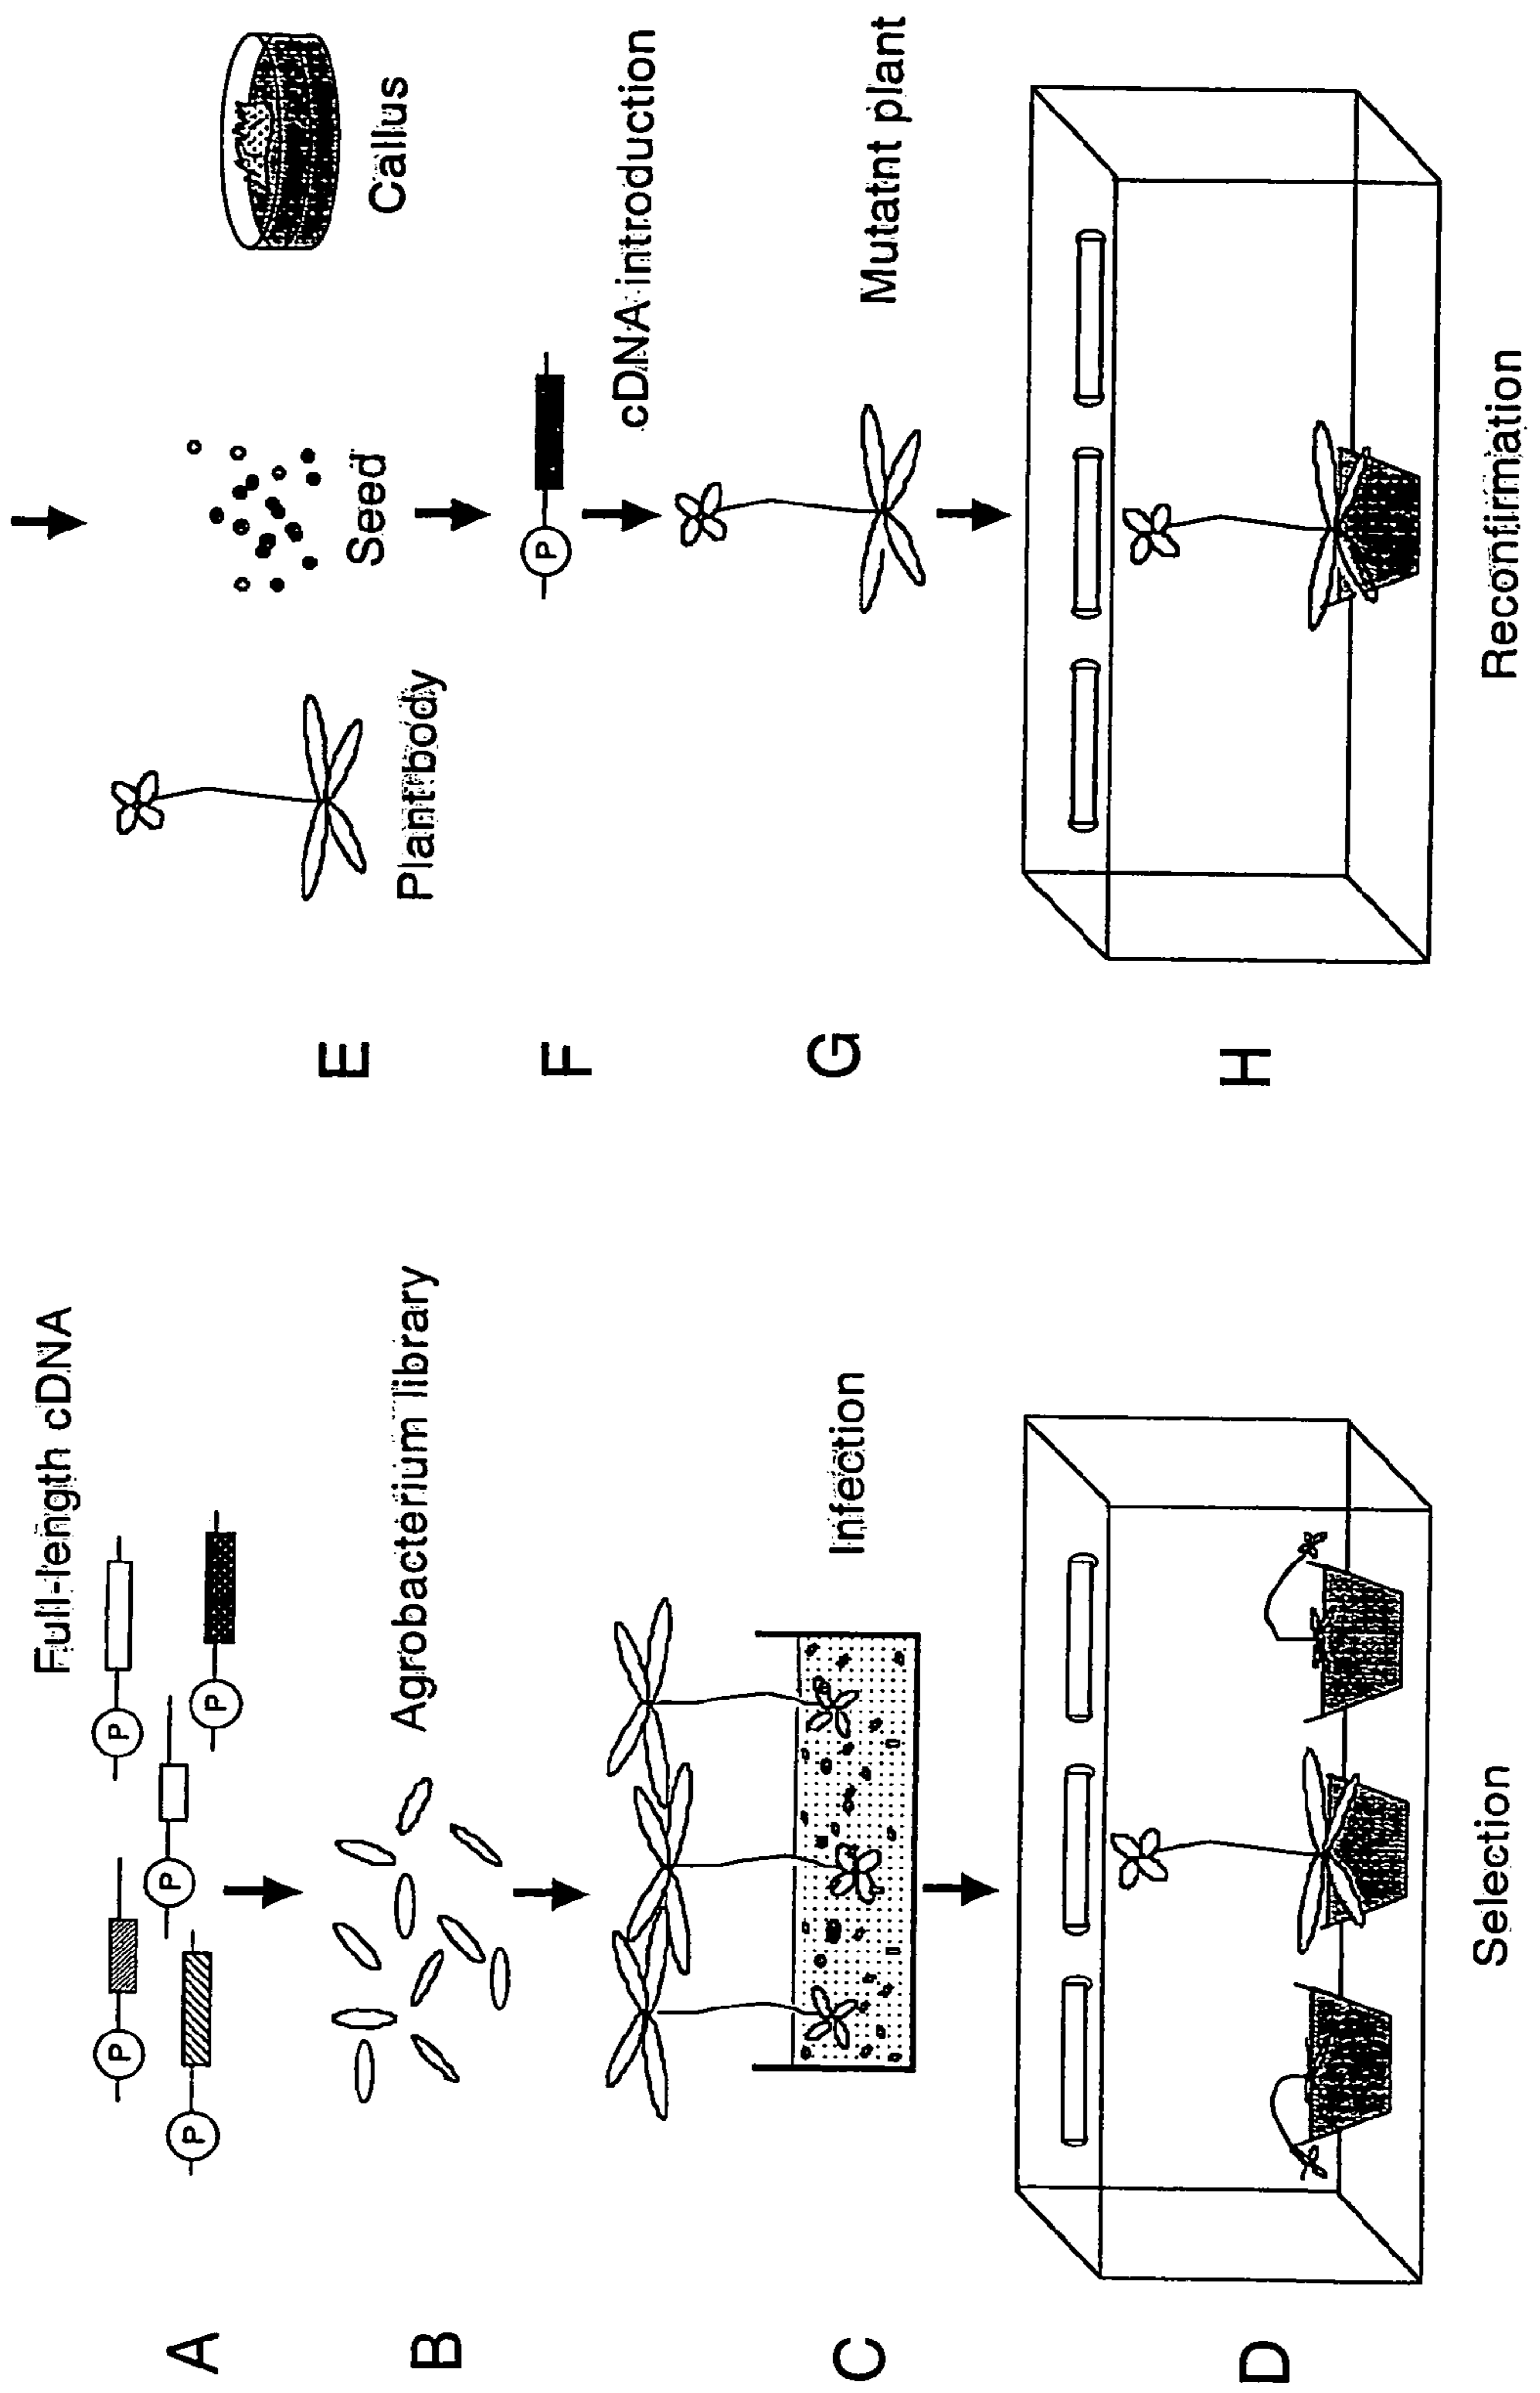 A
Full-length cDNA
P
P
P
P
P
B
Agrobacterium library
C
Infection
D
Selection
E
Plant body
Seed
Callus
F
P
cDNA introduction
G
Mutatnt plant
H
Reconfirmation